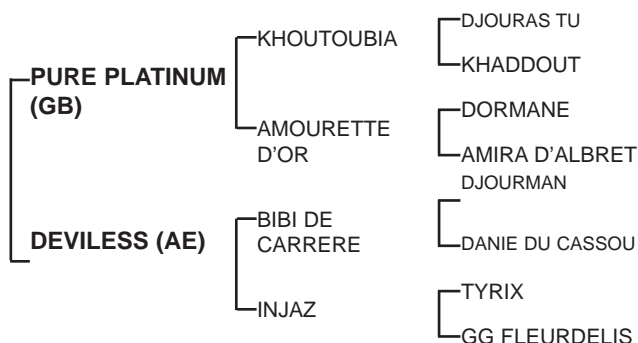 DJOURAS TU
KHOUTOUBIA
KHADDOUT
PURE PLATINUM
(GB)
DORMANE
AMOURETTE
D'OR
AMIRA D'ALBRET
DJOURMAN
BIBI DE
CARRERE
DEVILESS (AE)
DANIE DU CASSOU
TYRIX
INJAZ
GG FLEURDELIS